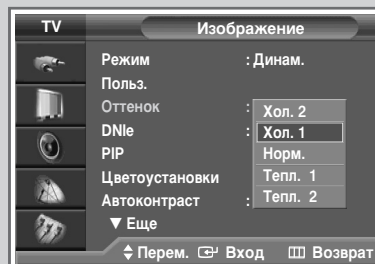 TV
Изображение
Режим : Динам.
Польз.
Оттенок : Хол. 2
DNIe : Хол. 1
PIP Норм.
Цветоустановки Тепл. 1
Автоконтраст : Тепл. 2
▼ Еще
Перем. Вход Возврат